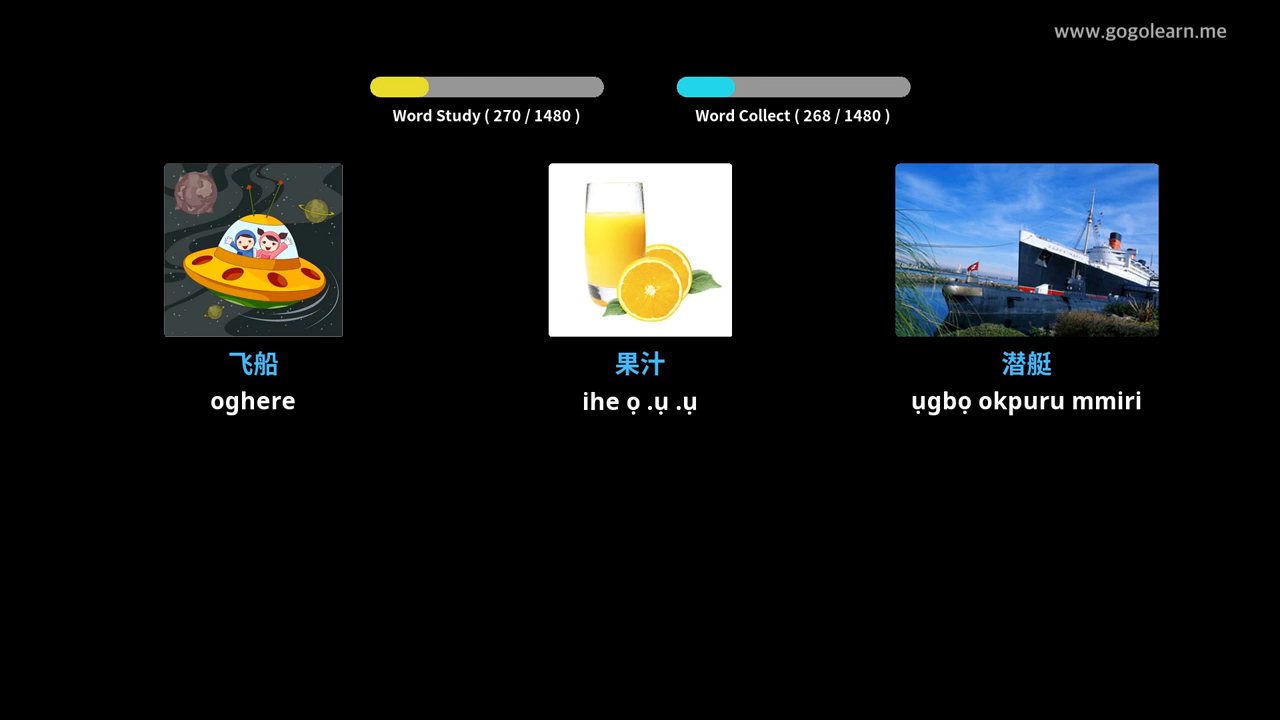 www.gogolearn.me
Word Study ( 270 / 1480 )
Word Collect ( 268 / 1480 )
飞船
果汁
潜艇
oghere
ihe ọ .ụ .ụ
ụgbọ okpuru mmiri